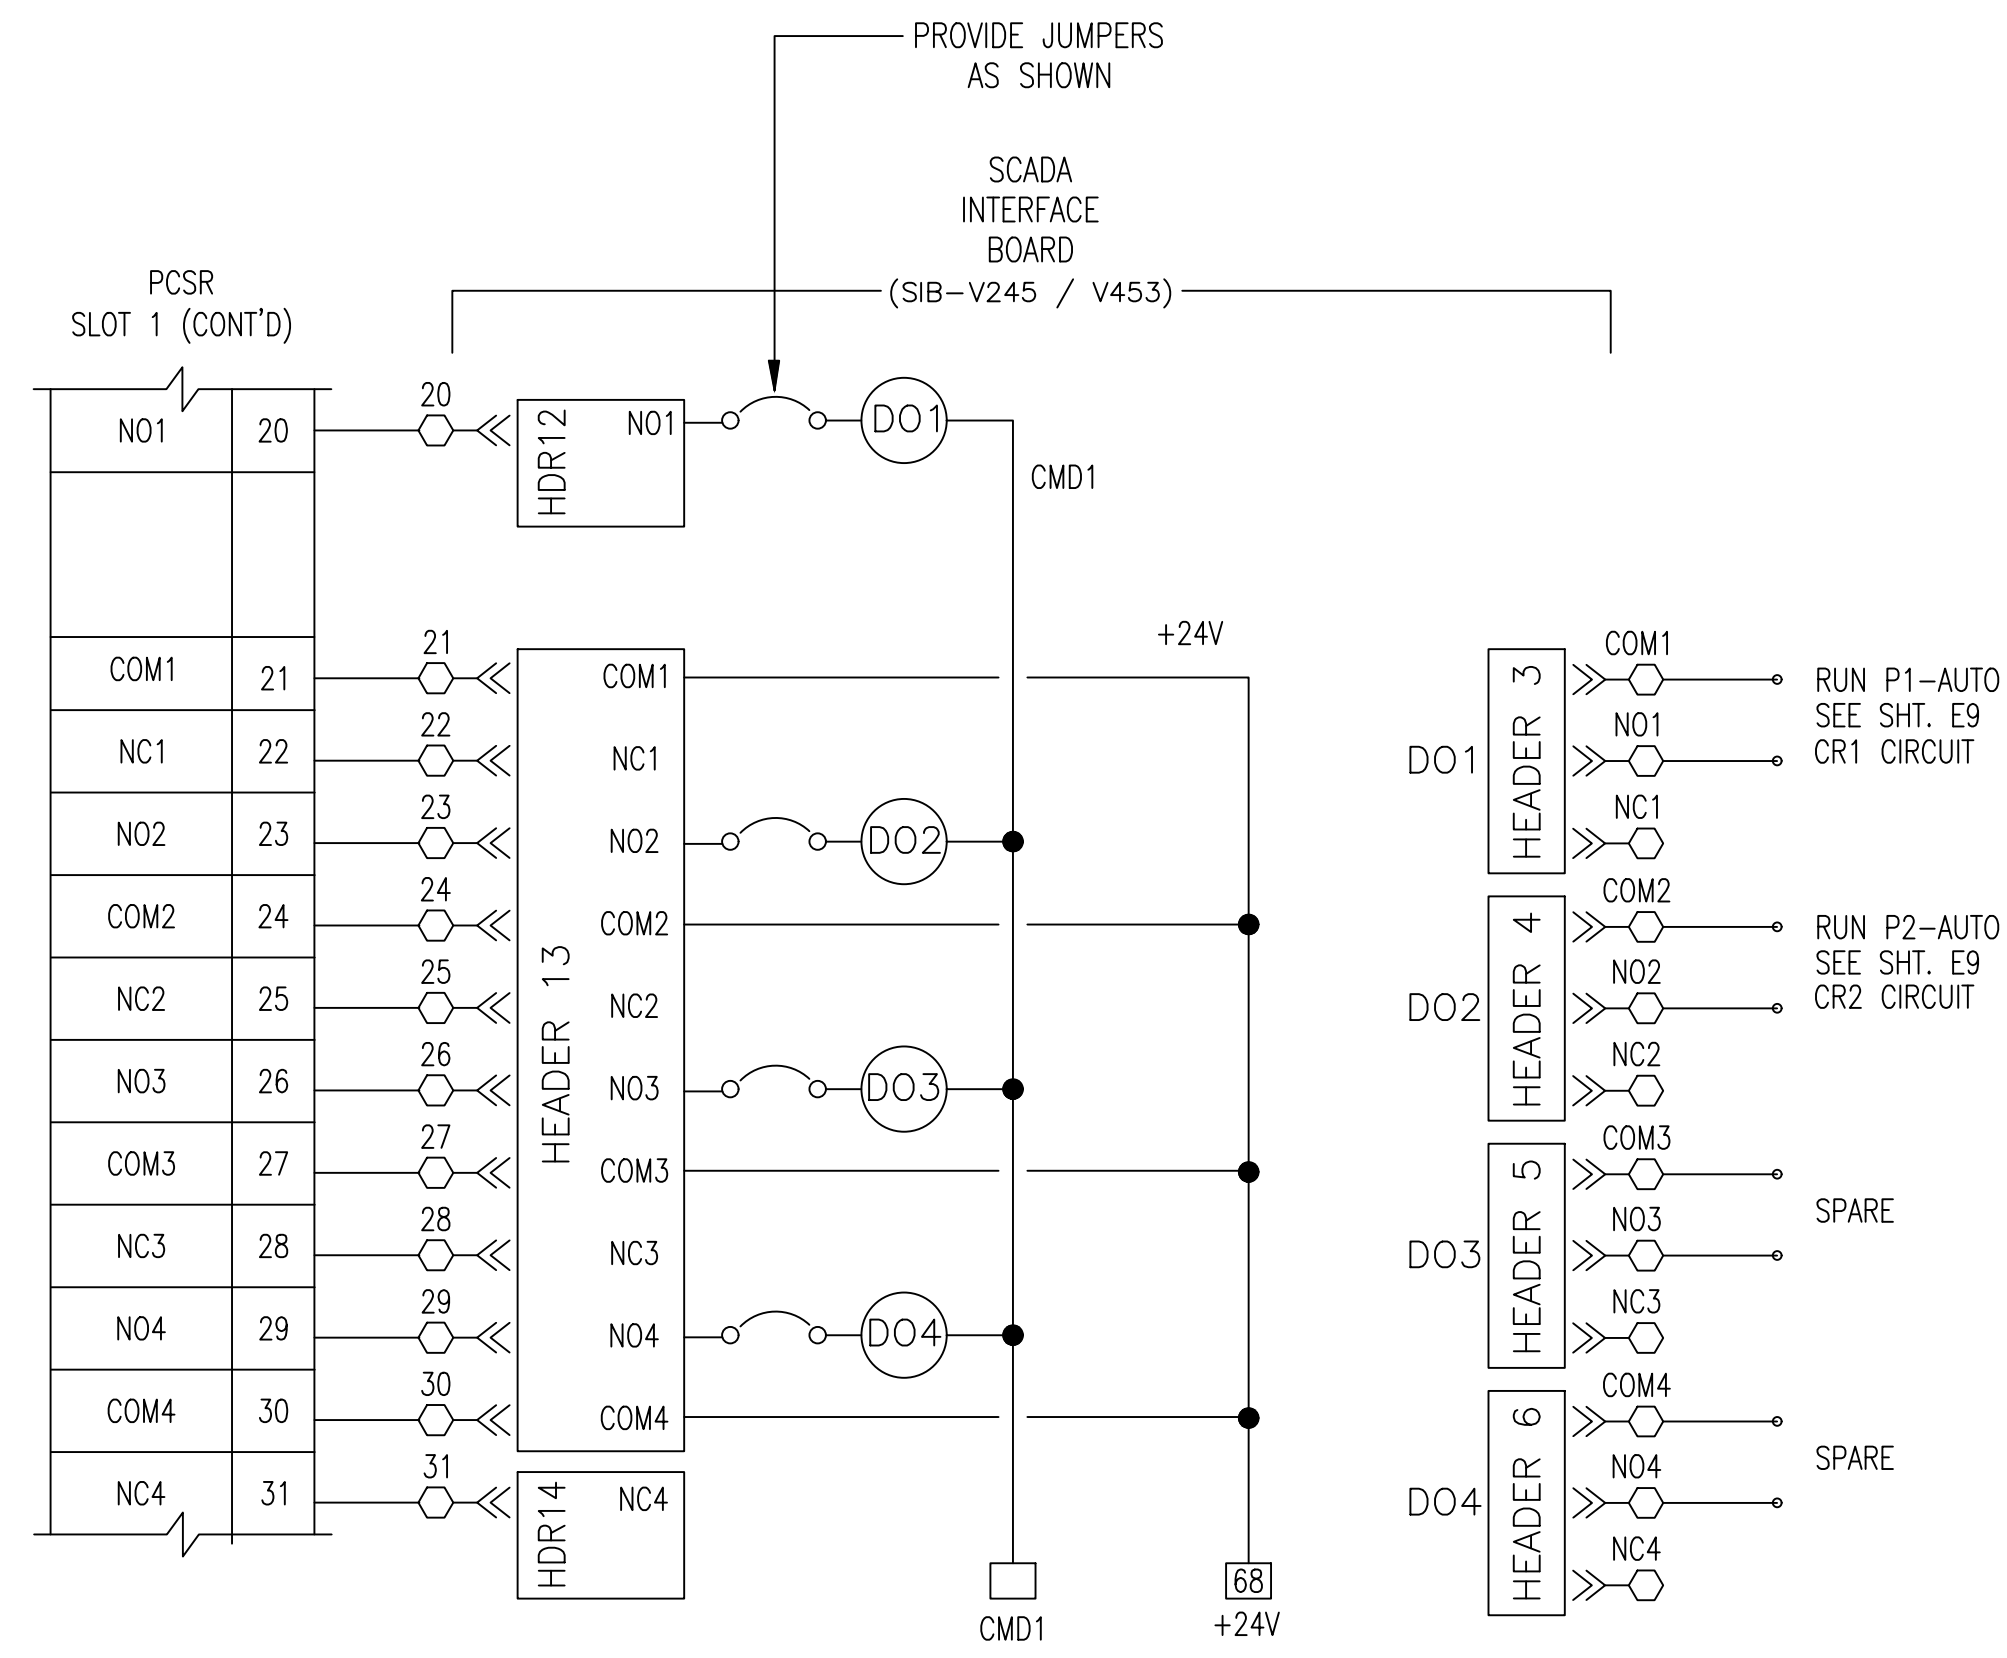 PROVIDE JUMPERS
AS SHOWN
SCADA
INTERFACE
BOARD
(SIB-V245 / V453)
PCSR
SLOT 1 (CONT'D)
NO1 20
20
HDR12
NO1
DO1
CMD1
+24V
COM1 21
NC1 22
NO2 23
COM2 24
NC2 25
NO3 26
COM3 27
NC3 28
NO4 29
COM4 30
NC4 31
21
22
23
24
25
26
27
28
29
30
31
HEADER 13
COM1
NC1
NO2
COM2
NC2
NO3
COM3
NC3
NO4
COM4
DO2
DO3
DO4
HDR14
NC4
CMD1
68
+24V
DO1
HEADER 3
COM1
NO1
NC1
RUN P1-AUTO
SEE SHT. E9
CR1 CIRCUIT
DO2
HEADER 4
COM2
NO2
NC2
RUN P2-AUTO
SEE SHT. E9
CR2 CIRCUIT
DO3
HEADER 5
COM3
NO3
NC3
SPARE
DO4
HEADER 6
COM4
NO4
NC4
SPARE